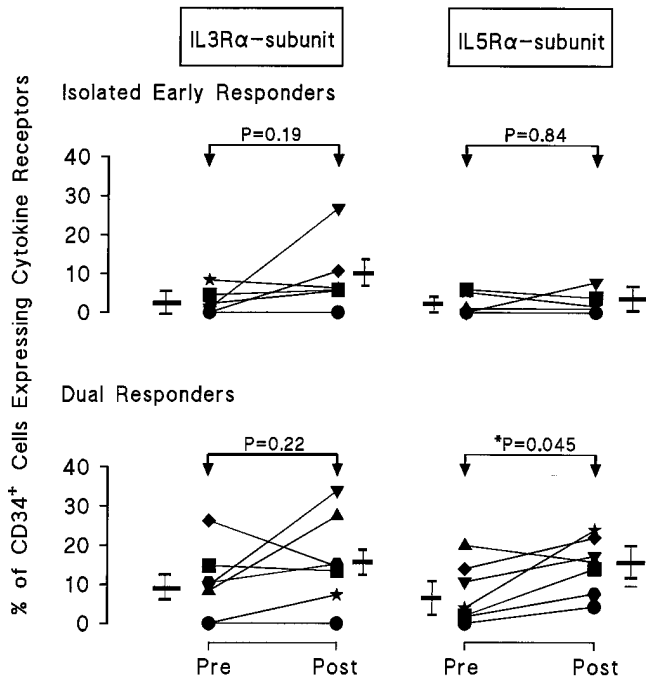 IL3Rα-subunit
IL5Rα-subunit
Isolated Early Responders
P=0.19
P=0.84
40
30
20
10
0
Dual Responders
P=0.22
*P=0.045
40
30
20
10
0
Pre
Post
Pre
Post
% of CD34+ Cells Expressing Cytokine Receptors